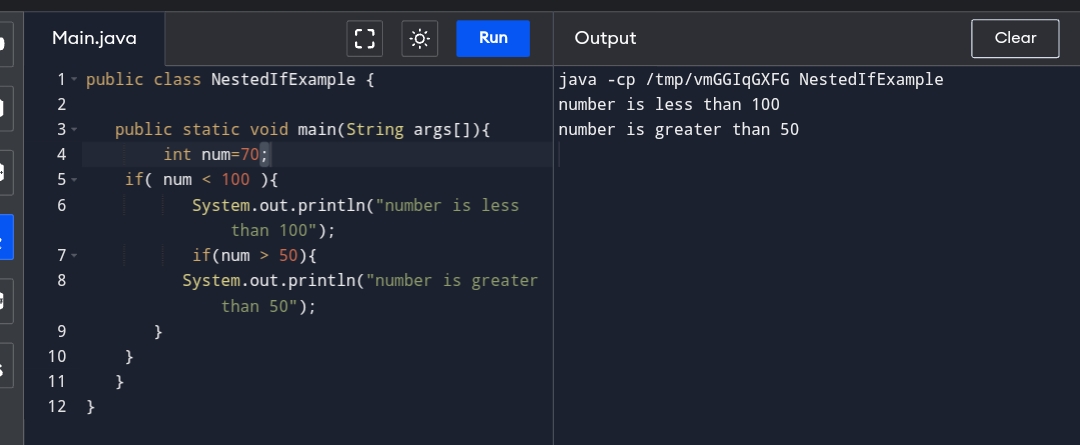 Main.java
Run
Output
Clear
1 public class NestedIfExample {
2
3 public static void main(String args[]){
4 int num=70;
5 if( num < 100 ){
6 System.out.println("number is less
than 100");
7 if(num > 50){
8 System.out.println("number is greater
than 50");
9 }
10 }
11 }
12 }
java -cp /tmp/vmGGIqGXFG NestedIfExample
number is less than 100
number is greater than 50